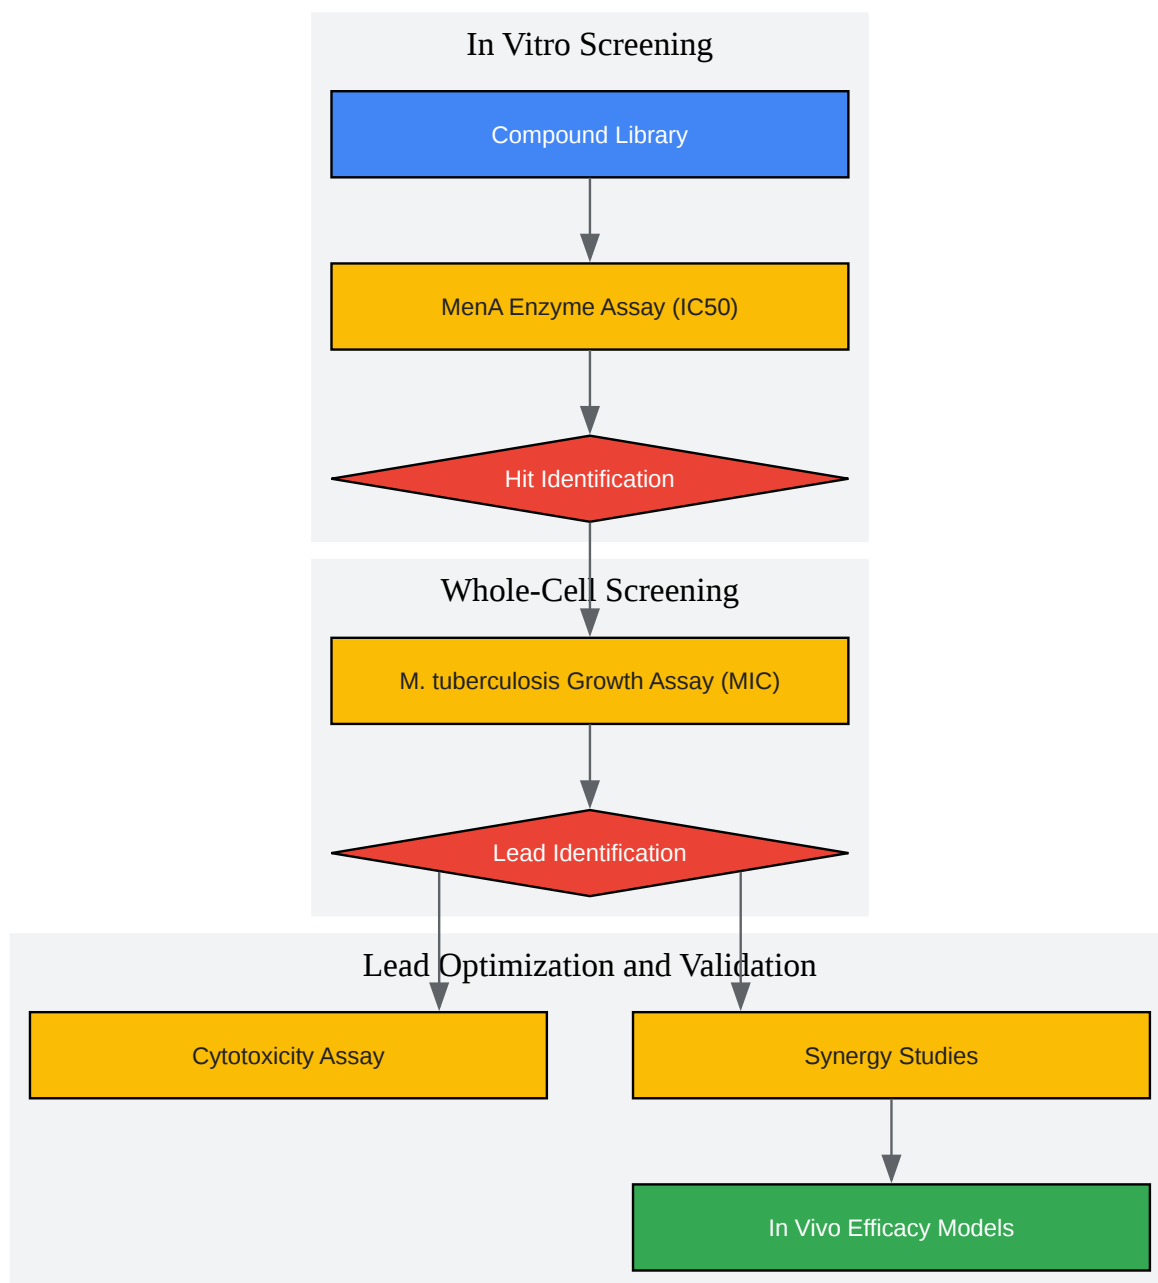 In Vitro Screening
Compound Library
MenA Enzyme Assay (IC50)
Hit Identification
Whole-Cell Screening
M. tuberculosis Growth Assay (MIC)
Lead Identification
Lead Optimization and Validation
Cytotoxicity Assay
Synergy Studies
In Vivo Efficacy Models